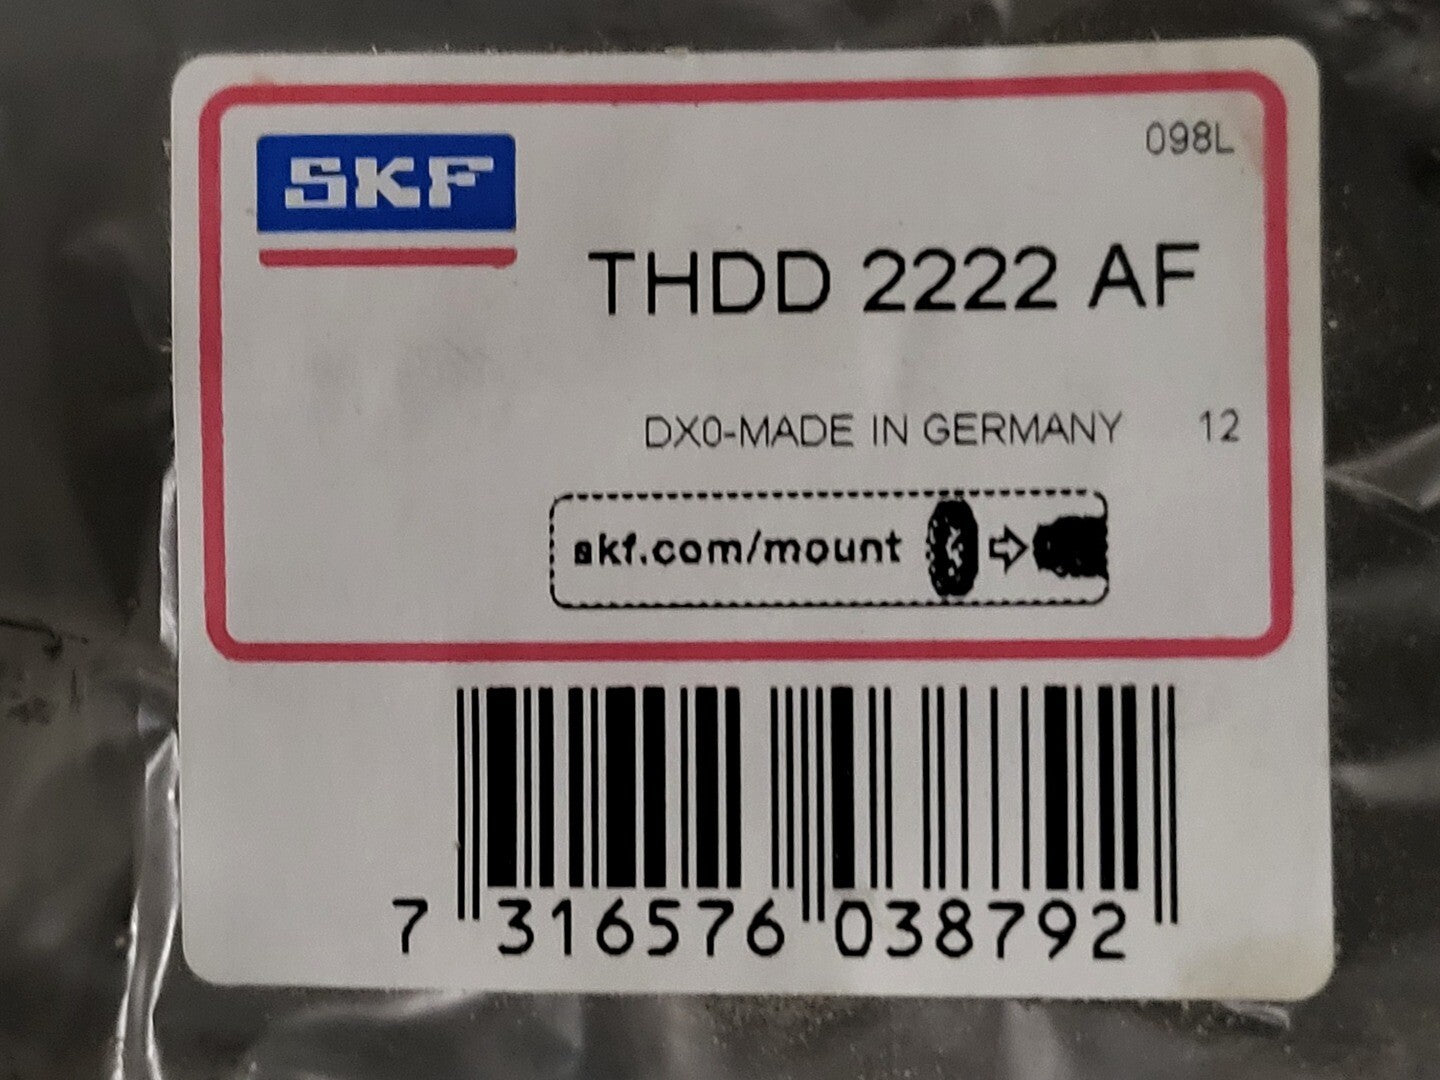 SKF
098L
THDD 2222 AF
DX0-MADE IN GERMANY 12
skf.com/mount
7 316576 038792